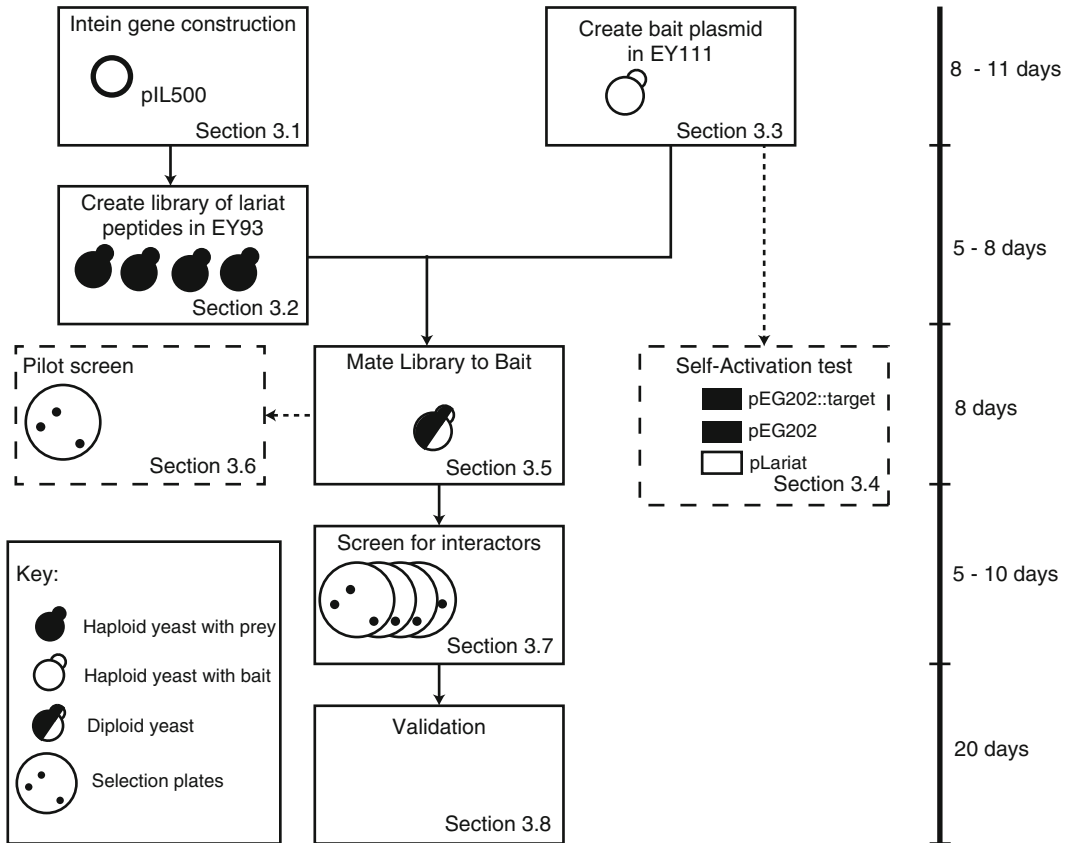 Intein gene construction
pIL500
Section 3.1
Create bait plasmid
in EY111
Section 3.3
8 - 11 days
Create library of lariat
peptides in EY93
Section 3.2
5 - 8 days
Pilot screen
Section 3.6
Mate Library to Bait
Section 3.5
Self-Activation test
pEG202::target
pEG202
pLariat
Section 3.4
8 days
Screen for interactors
Section 3.7
5 - 10 days
Key:
Haploid yeast with prey
Haploid yeast with bait
Diploid yeast
Selection plates
Validation
Section 3.8
20 days